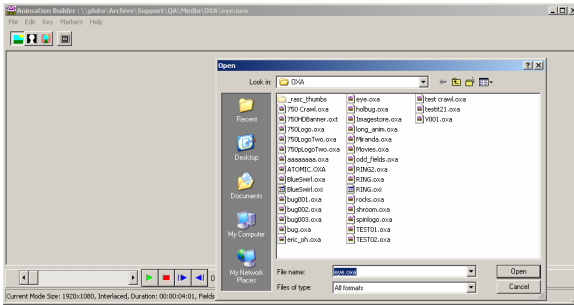 Animation Builder : \\pluto\Archive\Support\QA\Media\OXA\eye.oxa
File Edit Key Markers Help
Open
Look in: OXA
Recent
Desktop
My Documents
My Computer
My Network Places
_rasc_thumbs
750 Crawl.oxa
750HDBanner.oxt
750Logo.oxa
750LogoTwo.oxa
750pLogoTwo.oxa
aaaaaaaa.oxa
ATOMIC.OXA
BlueSwirl.oxa
BlueSwirl.oxi
bug001.oxa
bug002.oxa
bug003.oxa
bug.oxa
eric_oh.oxa
eye.oxa
holbug.oxa
Imagestore.oxa
long_anim.oxa
Miranda.oxa
Movies.oxa
odd_fields.oxa
RING2.oxa
RING.oxa
RING.oxi
rocks.oxa
shroom.oxa
spinlogo.oxa
TEST01.oxa
TEST02.oxa
test crawl.oxa
testit21.oxa
V001.oxa
File name: eye.oxa
Open
Files of type: All formats
Cancel
Current Mode Size: 1920x1080, Interlaced, Duration: 00:00:04:01, Fields